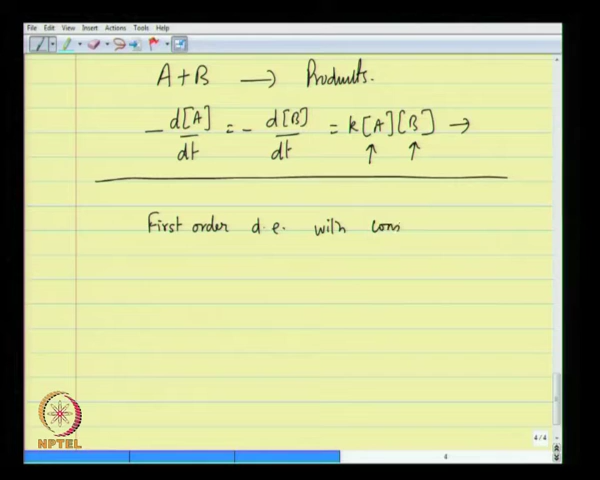 File Edit View Insert Actions Tools Help
A+B → Products.
- d[A]/dt = - d[B]/dt = k[A][B] →
↑ ↑
First order d.e. with cons
NPTEL
4/4
4